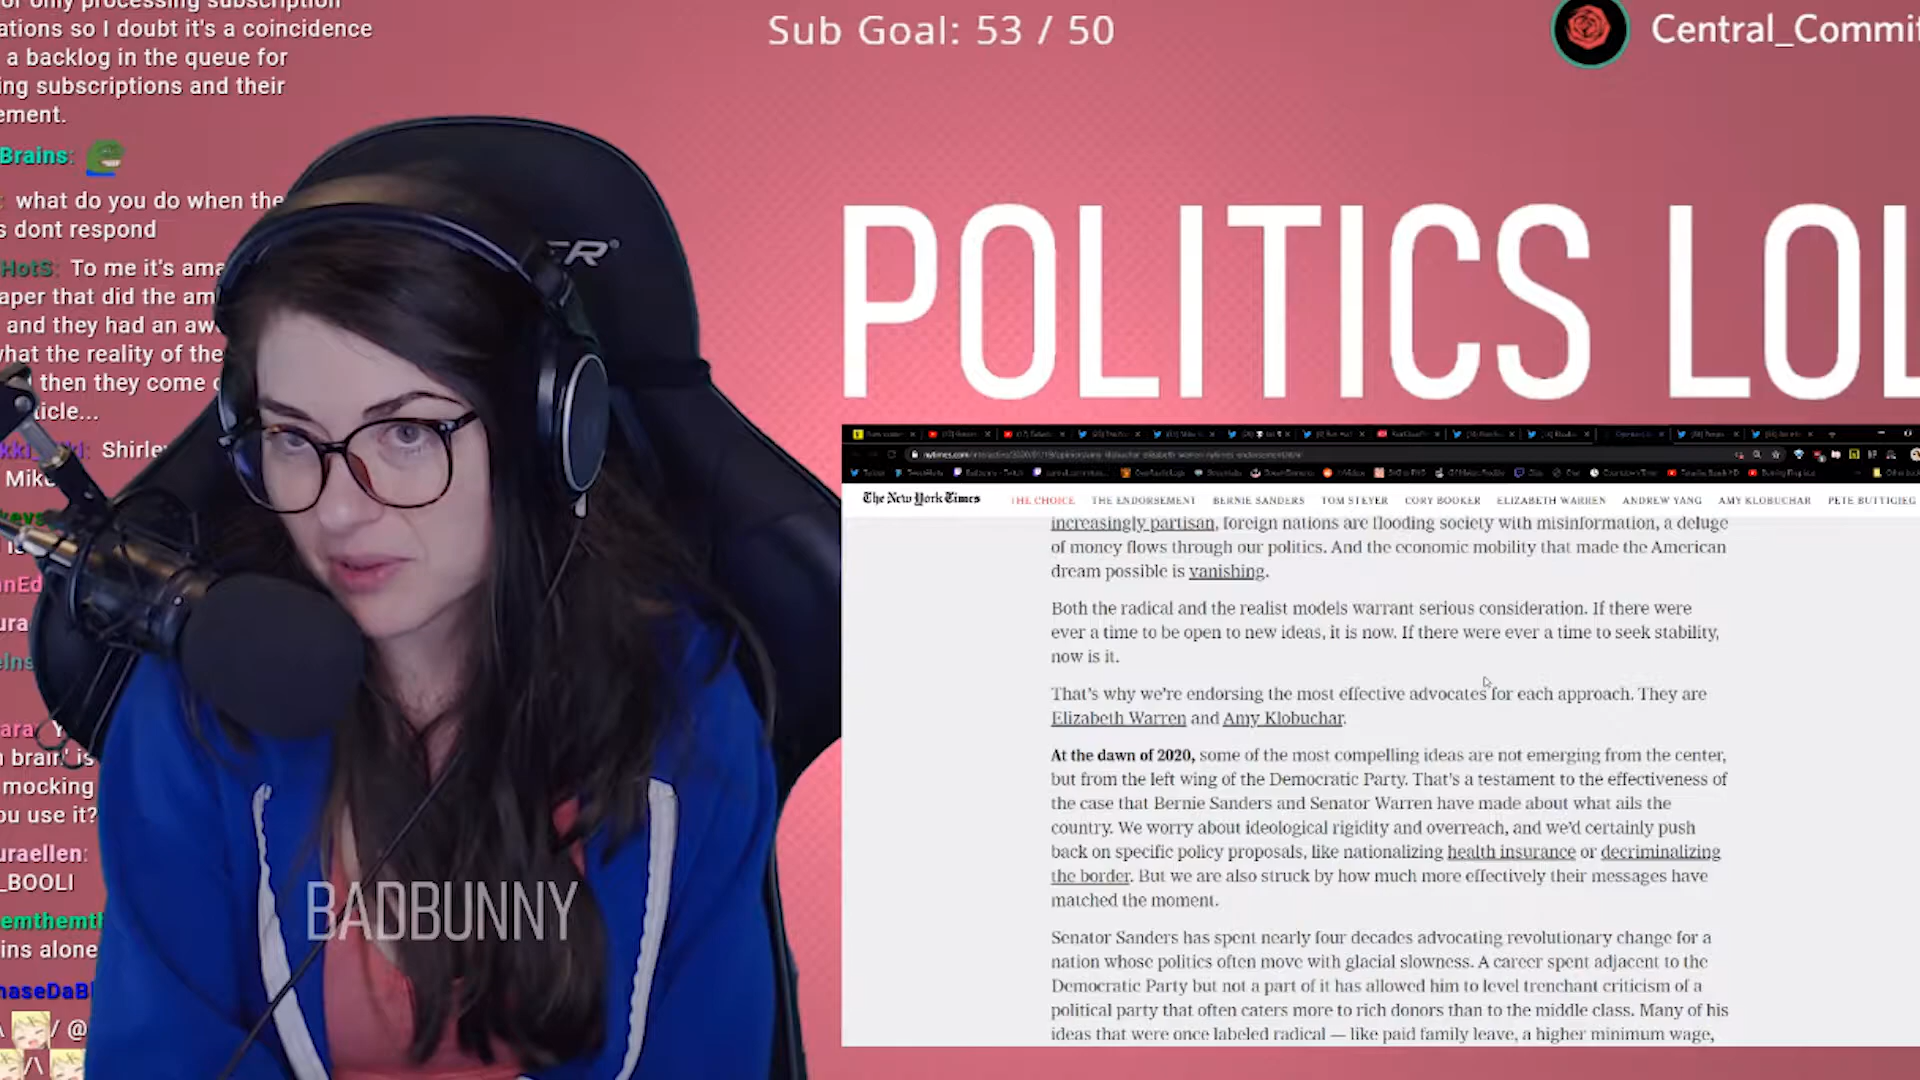 or only processing subscription
ations so I doubt it's a coincidence
a backlog in the queue for
ing subscriptions and their
ement.
Brains:
what do you do when the
s dont respond
HotS: To me it's ama
aper that did the am
and they had an aw
what the reality of the
then they come
ticle...
Shirley
Mike
nEd
ura
eins
ara: Y
brain' is
mocking
ou use it?
uraellen:
_BOOLI
emthemth
ins alone
haseDaBl
/ @
Sub Goal: 53 / 50
Central_Commit
POLITICS LOL
BADBUNNY
The New York Times
THE CHOICE
THE ENDORSEMENT
BERNIE SANDERS
TOM STEYER
CORY BOOKER
ELIZABETH WARREN
ANDREW YANG
AMY KLOBUCHAR
PETE BUTTIGIEG
increasingly partisan, foreign nations are flooding society with misinformation, a deluge
of money flows through our politics. And the economic mobility that made the American
dream possible is vanishing.
Both the radical and the realist models warrant serious consideration. If there were
ever a time to be open to new ideas, it is now. If there were ever a time to seek stability,
now is it.
That's why we're endorsing the most effective advocates for each approach. They are
Elizabeth Warren and Amy Klobuchar.
At the dawn of 2020, some of the most compelling ideas are not emerging from the center,
but from the left wing of the Democratic Party. That's a testament to the effectiveness of
the case that Bernie Sanders and Senator Warren have made about what ails the
country. We worry about ideological rigidity and overreach, and we'd certainly push
back on specific policy proposals, like nationalizing health insurance or decriminalizing
the border. But we are also struck by how much more effectively their messages have
matched the moment.
Senator Sanders has spent nearly four decades advocating revolutionary change for a
nation whose politics often move with glacial slowness. A career spent adjacent to the
Democratic Party but not a part of it has allowed him to level trenchant criticism of a
political party that often caters more to rich donors than to the middle class. Many of his
ideas that were once labeled radical — like paid family leave, a higher minimum wage,